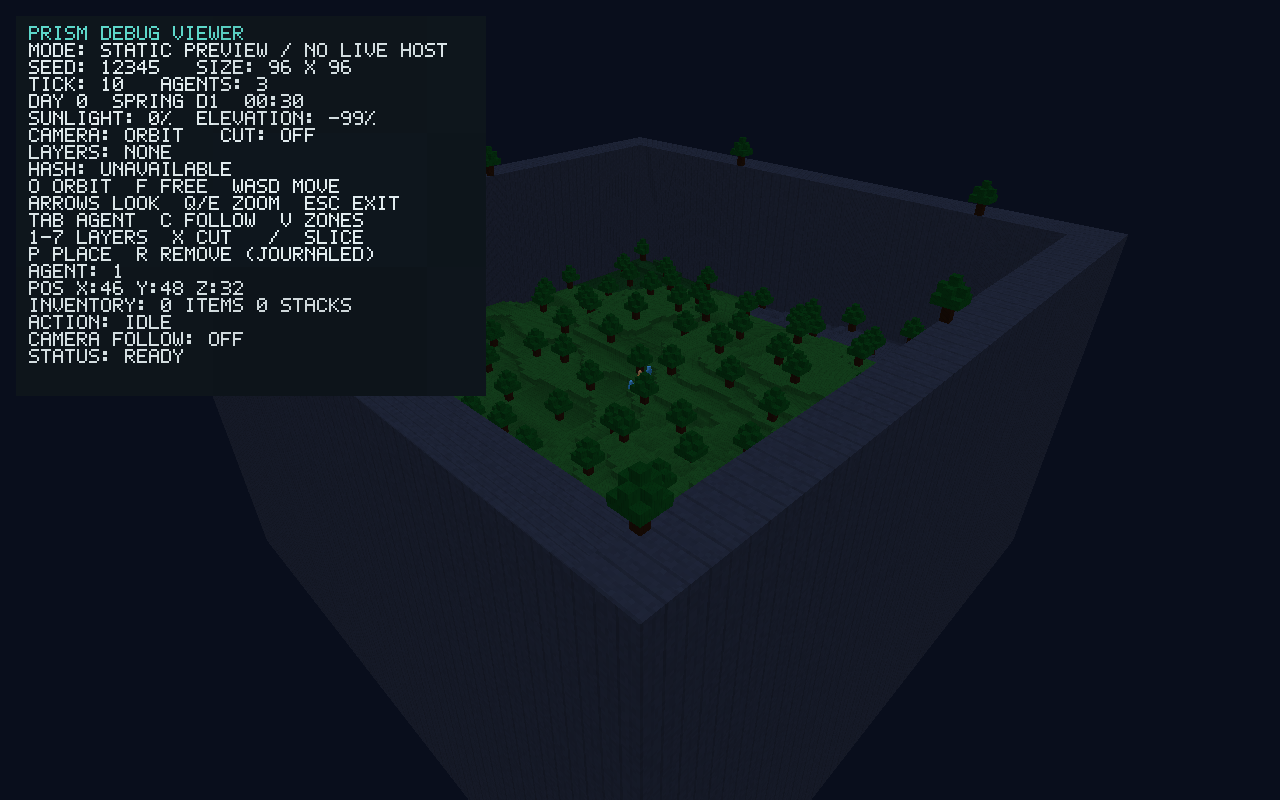 PRISM DEBUG VIEWER
MODE: STATIC PREVIEW / NO LIVE HOST
SEED: 12345 SIZE: 96 X 96
TICK: 10 AGENTS: 3
DAY 0 SPRING D1 00:30
SUNLIGHT: 0% ELEVATION: -99%
CAMERA: ORBIT CUT: OFF
LAYERS: NONE
HASH: UNAVAILABLE
O ORBIT F FREE WASD MOVE
ARROWS LOOK Q/E ZOOM ESC EXIT
TAB AGENT C FOLLOW V ZONES
1-7 LAYERS X CUT / SLICE
P PLACE R REMOVE (JOURNALED)
AGENT: 1
POS X:46 Y:48 Z:32
INVENTORY: 0 ITEMS 0 STACKS
ACTION: IDLE
CAMERA FOLLOW: OFF
STATUS: READY